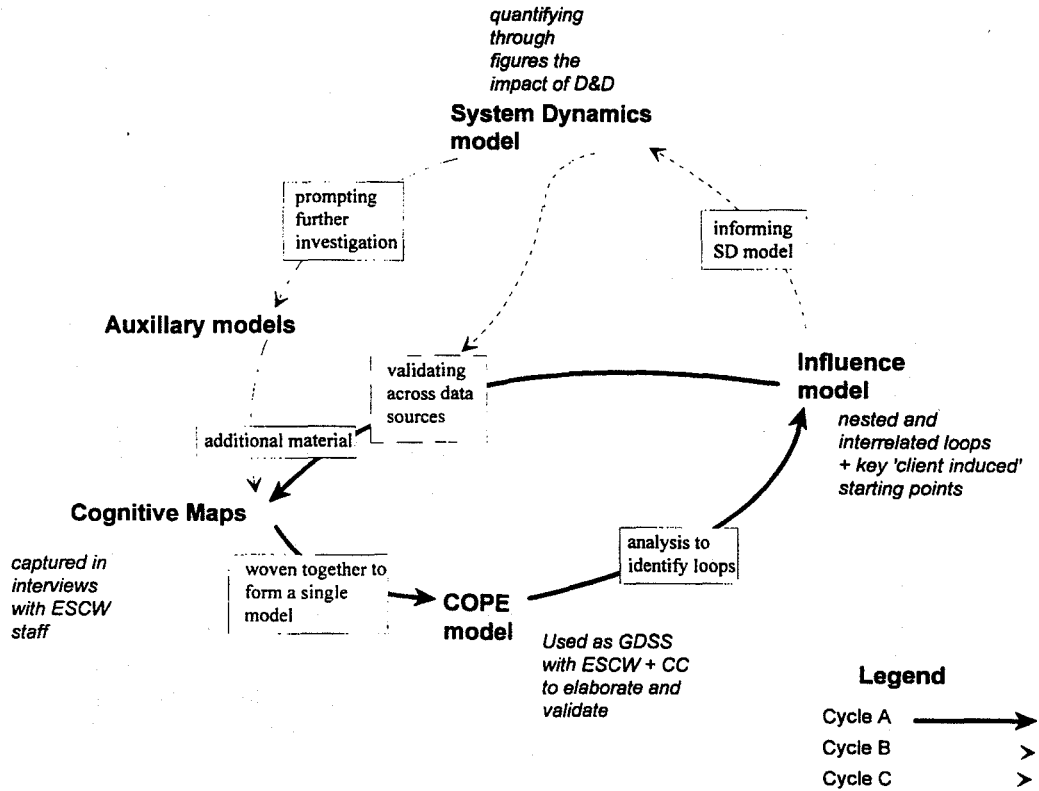 quantifying
through
figures the
impact of D&D
System Dynamics
model
prompting
further
investigation
informing
SD model
Auxillary models
validating
across data
sources
Influence
model
nested and
interrelated loops
+ key 'client induced'
starting points
additional material
Cognitive Maps
captured in
interviews
with ESCW
staff
woven together to
form a single
model
COPE
model
analysis to
identify loops
Used as GDSS
with ESCW + CC
to elaborate and
validate
Legend
Cycle A
Cycle B
Cycle C